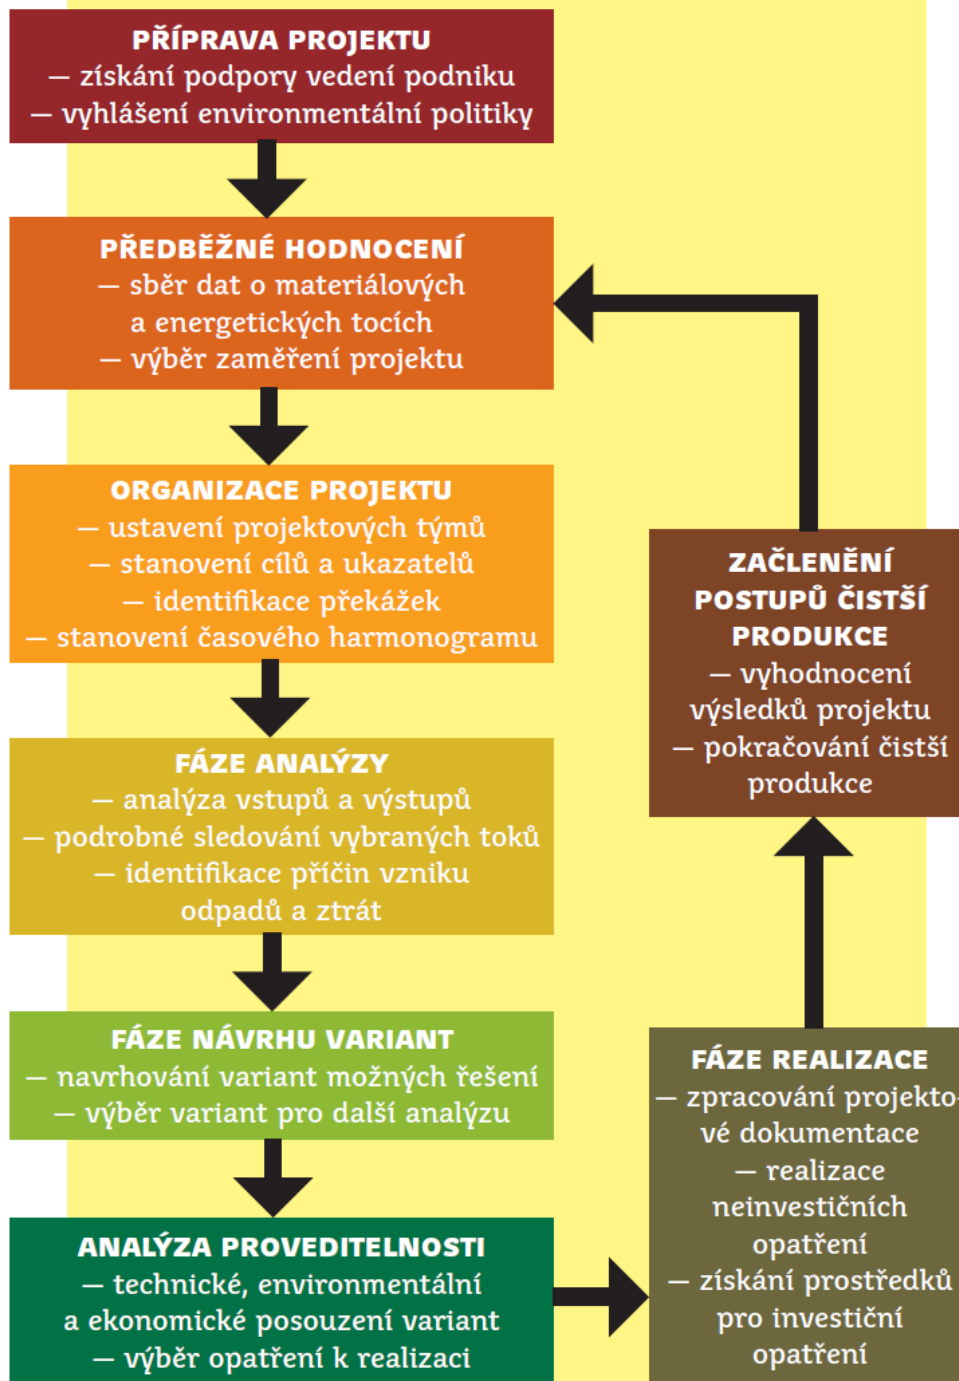 PŘÍPRAVA PROJEKTU
— získání podpory vedení podniku
— vyhlášení environmentální politiky
PŘEDBĚŽNÉ HODNOCENÍ
— sběr dat o materiálových
a energetických tocích
— výběr zaměření projektu
ORGANIZACE PROJEKTU
— ustavení projektových týmů
— stanovení cílů a ukazatelů
— identifikace překážek
— stanovení časového harmonogramu
FÁZE ANALÝZY
— analýza vstupů a výstupů
— podrobné sledování vybraných toků
— identifikace příčin vzniku
odpadů a ztrát
FÁZE NÁVRHU VARIANT
— navrhování variant možných řešení
— výběr variant pro další analýzu
ANALÝZA PROVEDITELNOSTI
— technické, environmentální
a ekonomické posouzení variant
— výběr opatření k realizaci
FÁZE REALIZACE
— zpracování projekto-
vé dokumentace
— realizace
neinvestičních
opatření
— získání prostředků
pro investiční
opatření
ZAČLENĚNÍ
POSTUPŮ ČISTŠÍ
PRODUKCE
— vyhodnocení
výsledků projektu
— pokračování čistší
produkce